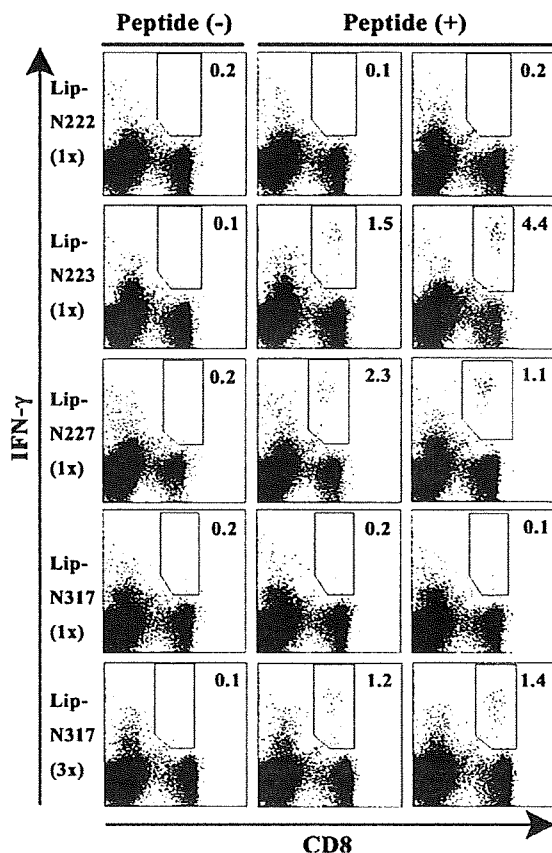 Peptide (-) Peptide (+)
Lip-
N222
(1x)
0.2 0.1 0.2
Lip-
N223
(1x)
0.1 1.5 4.4
Lip-
N227
(1x)
0.2 2.3 1.1
Lip-
N317
(1x)
0.2 0.2 0.1
Lip-
N317
(3x)
0.1 1.2 1.4
IFN-γ
CD8